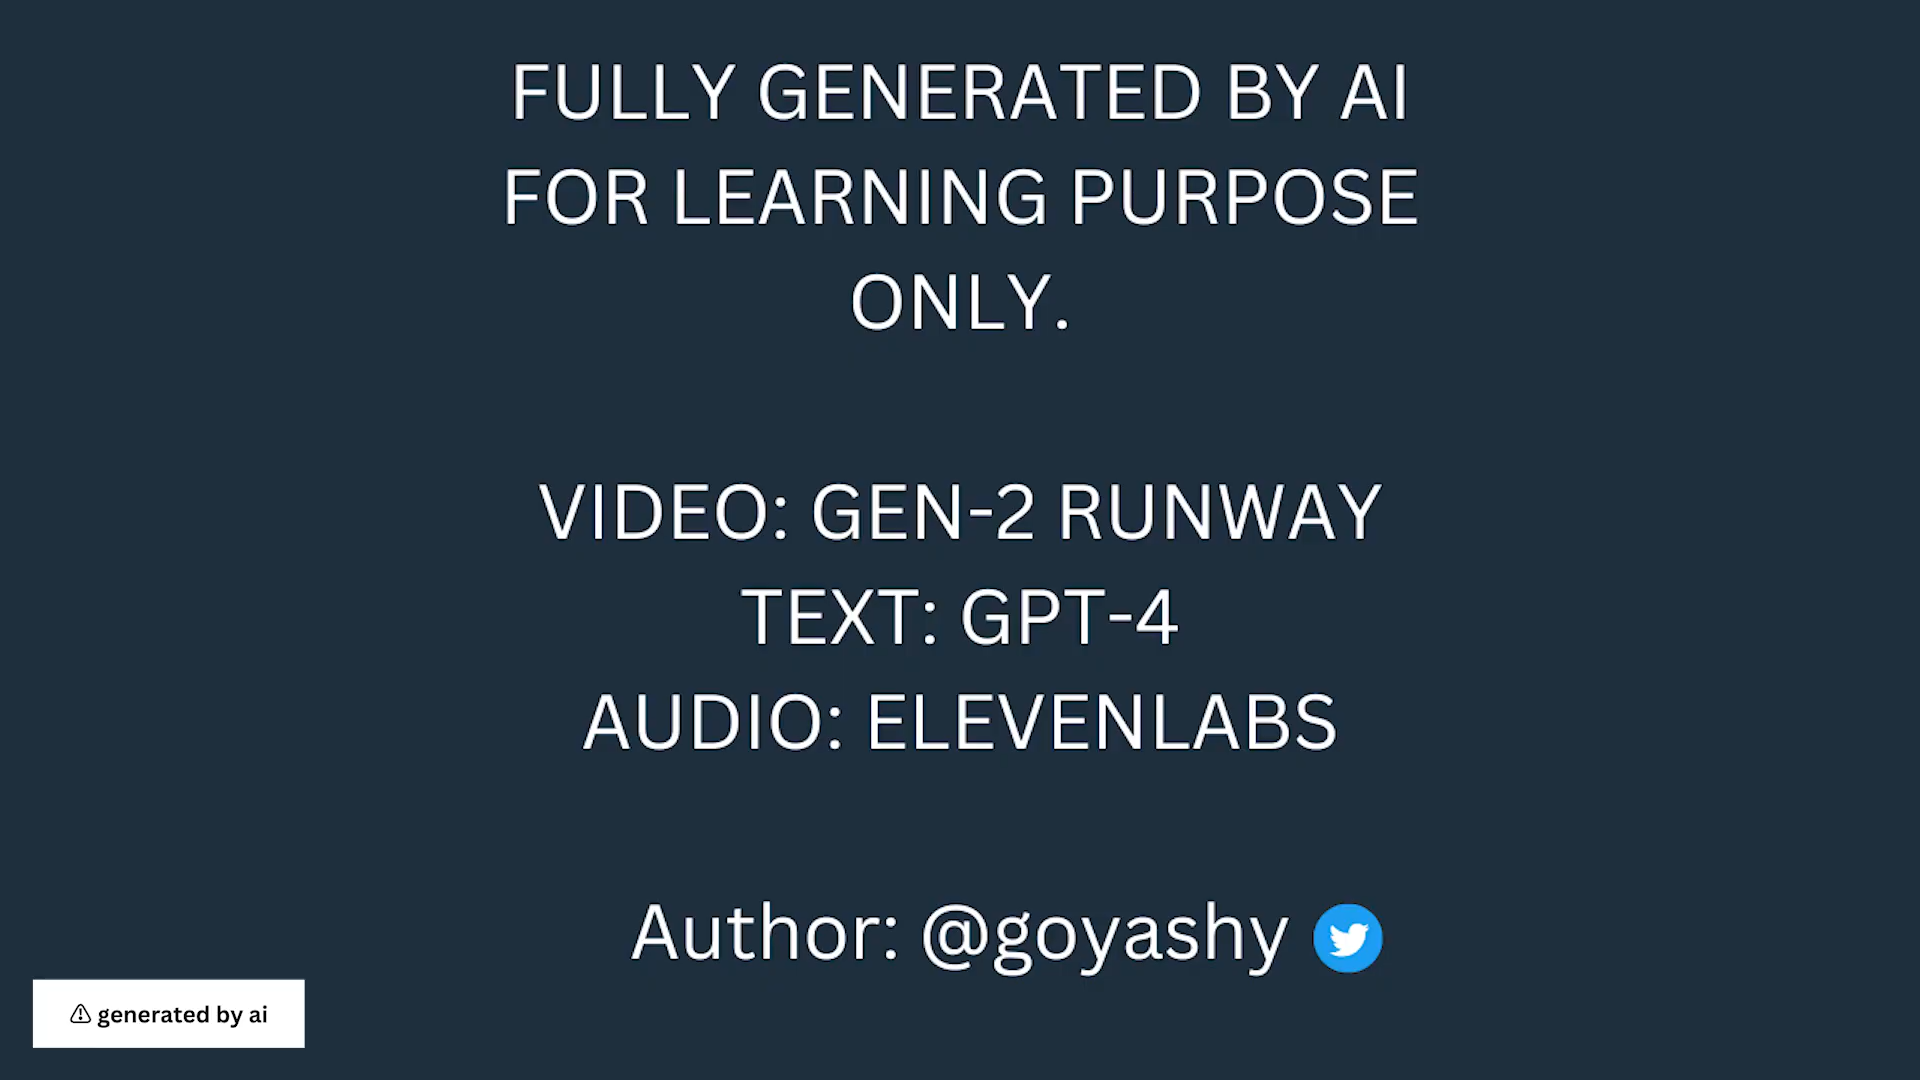 FULLY GENERATED BY AI
FOR LEARNING PURPOSE
ONLY.
VIDEO: GEN-2 RUNWAY
TEXT: GPT-4
AUDIO: ELEVENLABS
Author: @goyashy
⚠ generated by ai